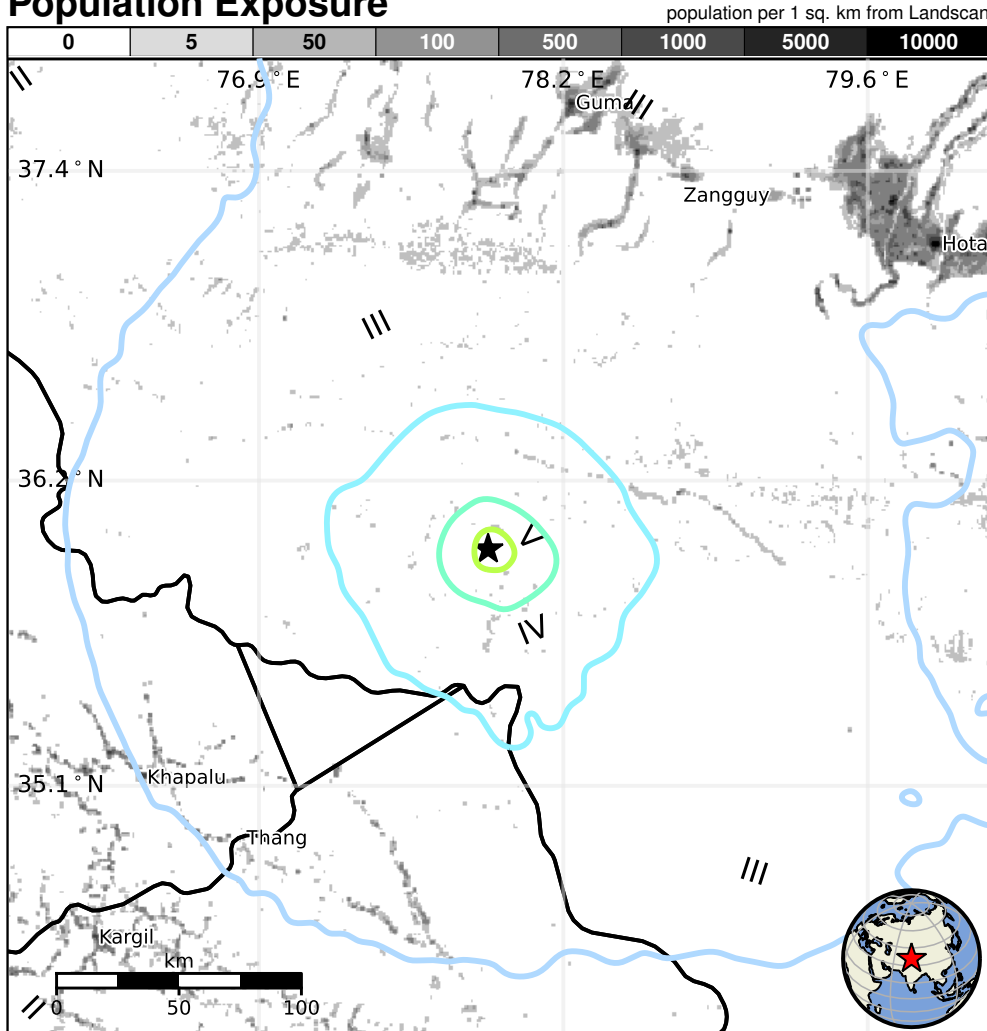 Population Exposure
population per 1 sq. km from Landscan
0 5 50 100 500 1000 5000 10000
II
76.9°E 78.2°E 79.6°E
Guma
III
37.4°N
Zangguy
Hota
III
36.2°N
V
IV
Khapalu
35.1°N
Thang
III
Kargil
km
II
0 50 100